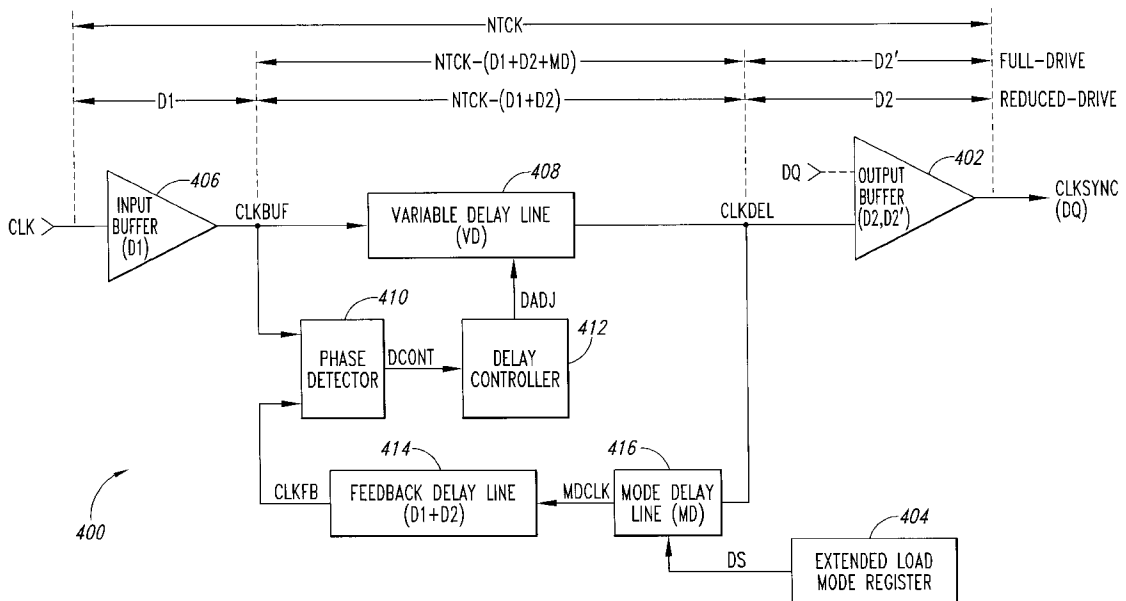 NTCK
NTCK-(D1+D2+MD)
D2'
FULL-DRIVE
D1
NTCK-(D1+D2)
D2
REDUCED-DRIVE
406
408
402
CLK
INPUT
BUFFER
(D1)
CLKBUF
VARIABLE DELAY LINE
(VD)
CLKDEL
DQ
OUTPUT
BUFFER
(D2,D2')
CLKSYNC
(DQ)
410
DADJ
412
PHASE
DETECTOR
DCONT
DELAY
CONTROLLER
414
416
CLKFB
FEEDBACK DELAY LINE
(D1+D2)
MDCLK
MODE DELAY
LINE (MD)
400
404
DS
EXTENDED LOAD
MODE REGISTER